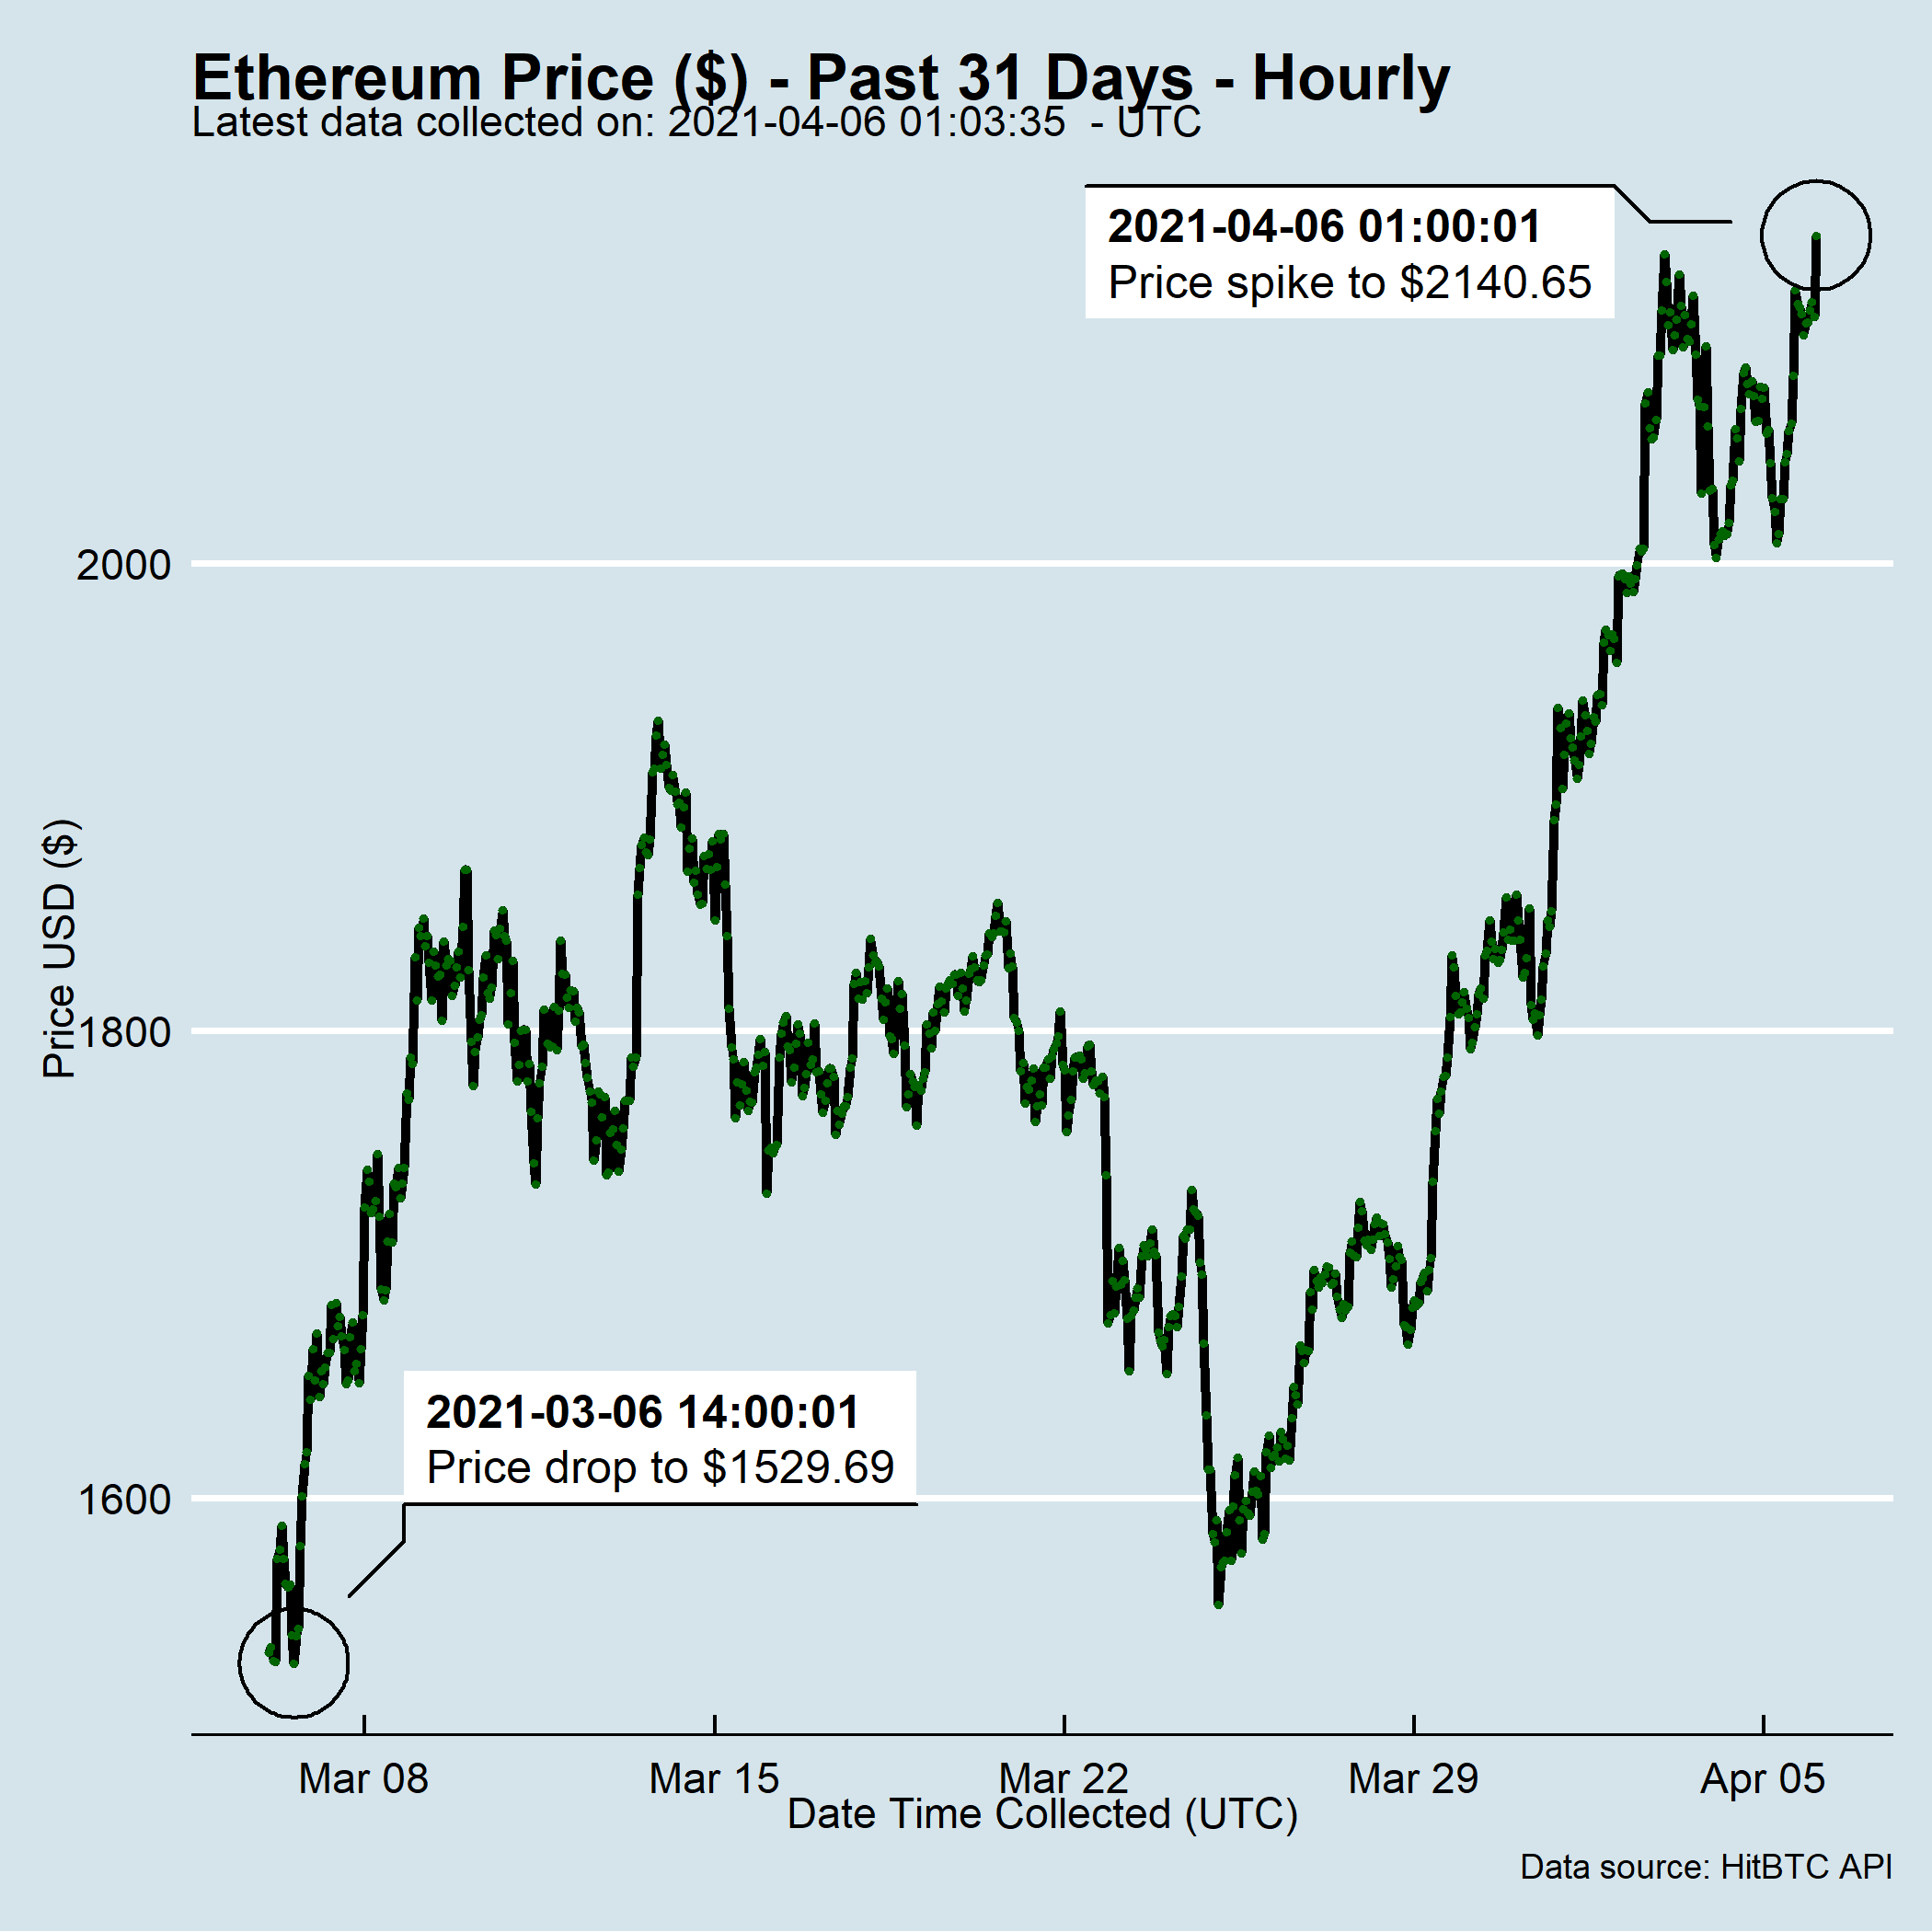 Ethereum Price ($) - Past 31 Days - Hourly
Latest data collected on: 2021-04-06 01:03:35  - UTC
2021-04-06 01:00:01
Price spike to $2140.65
2000
Price USD ($)
1800
2021-03-06 14:00:01
Price drop to $1529.69
1600
Mar 08 Mar 15 Mar 22 Mar 29 Apr 05
Date Time Collected (UTC)
Data source: HitBTC API